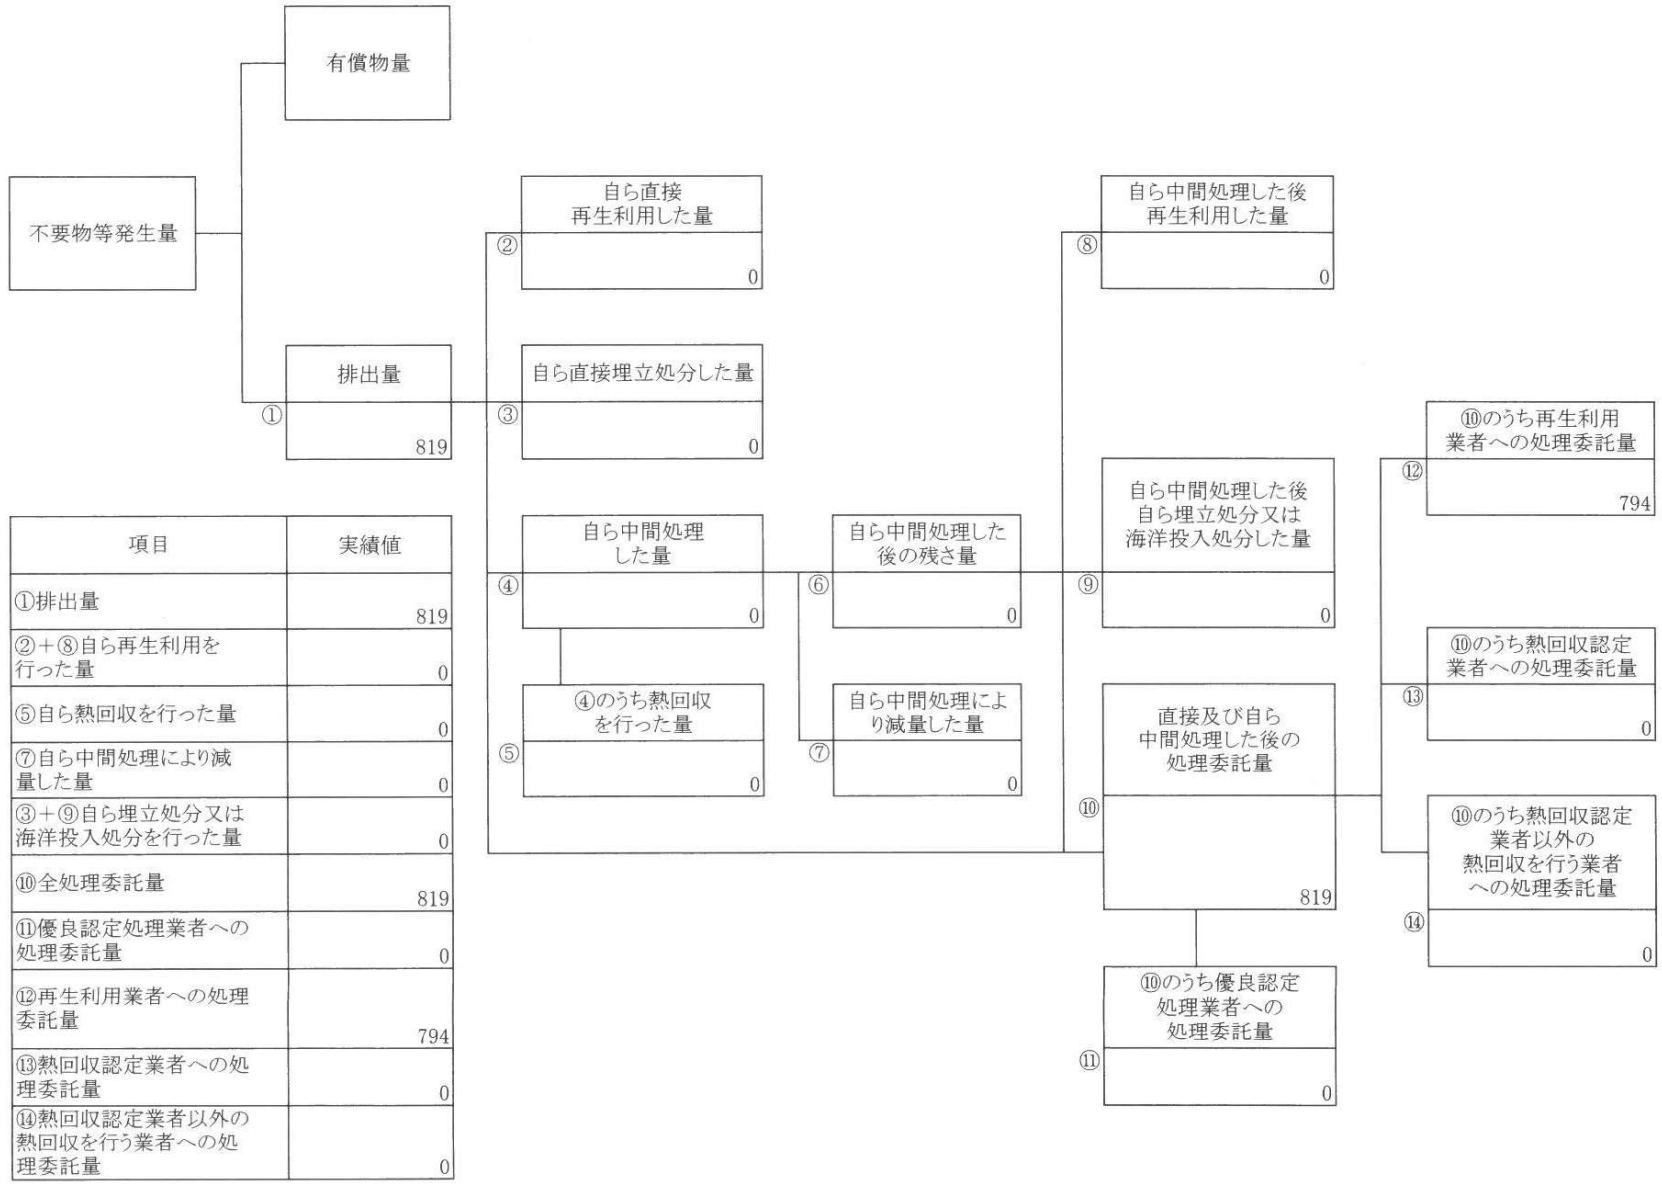 有償物量
不要物等発生量
自ら直接
再生利用した量
②
0
自ら中間処理した後
再生利用した量
⑧
0
排出量
①
819
自ら直接埋立処分した量
③
0
⑩のうち再生利用
業者への処理委託量
⑫
794
自ら中間処理
した量
④
0
自ら中間処理した
後の残さ量
⑥
0
自ら中間処理した後
自ら埋立処分又は
海洋投入処分した量
⑨
0
⑩のうち熱回収認定
業者への処理委託量
⑬
0
④のうち熱回収
を行った量
⑤
0
自ら中間処理によ
り減量した量
⑦
0
直接及び自ら
中間処理した後の
処理委託量
⑩
819
⑩のうち熱回収認定
業者以外の
熱回収を行う業者
への処理委託量
⑭
0
⑩のうち優良認定
処理業者への
処理委託量
⑪
0
項目 実績値
①排出量
819
②＋⑧自ら再生利用を
行った量 0
⑤自ら熱回収を行った量
0
⑦自ら中間処理により減
量した量 0
③＋⑨自ら埋立処分又は
海洋投入処分を行った量 0
⑩全処理委託量
819
⑪優良認定処理業者への
処理委託量 0
⑫再生利用業者への処理
委託量
794
⑬熱回収認定業者への処
理委託量 0
⑭熱回収認定業者以外の
熱回収を行う業者への処
理委託量 0